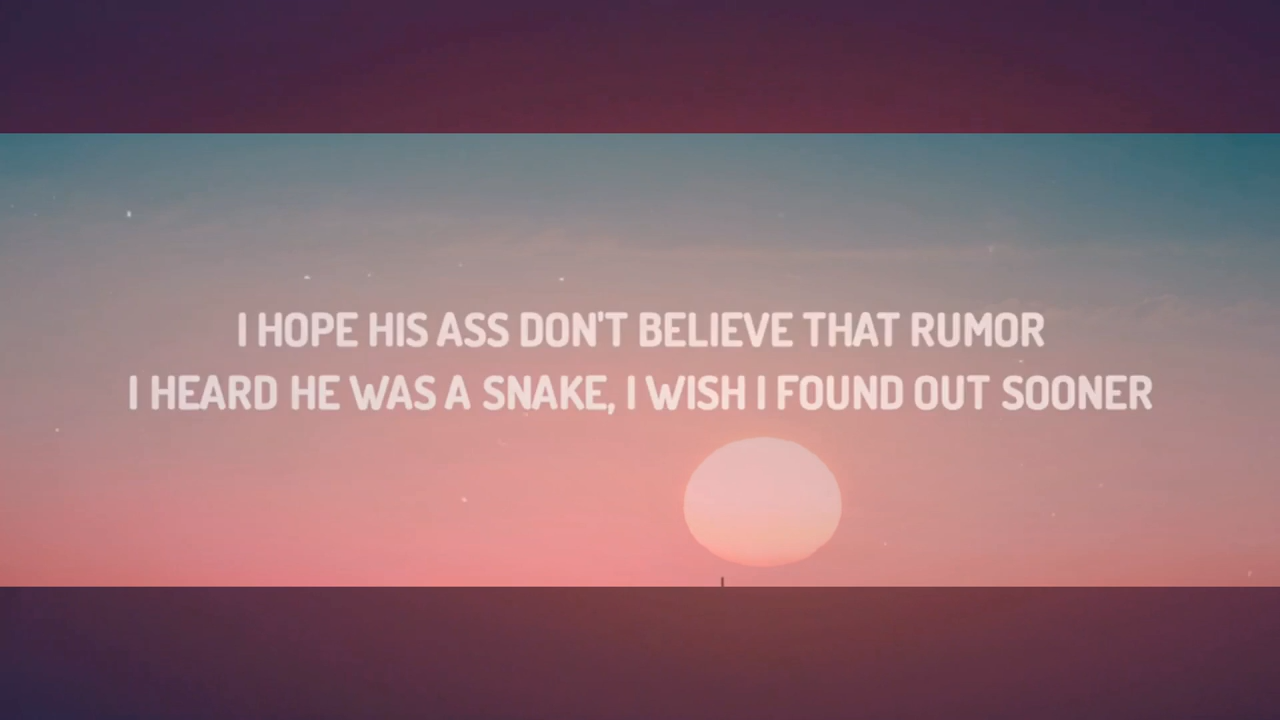 I HOPE HIS ASS DON'T BELIEVE THAT RUMOR
I HEARD HE WAS A SNAKE, I WISH I FOUND OUT SOONER